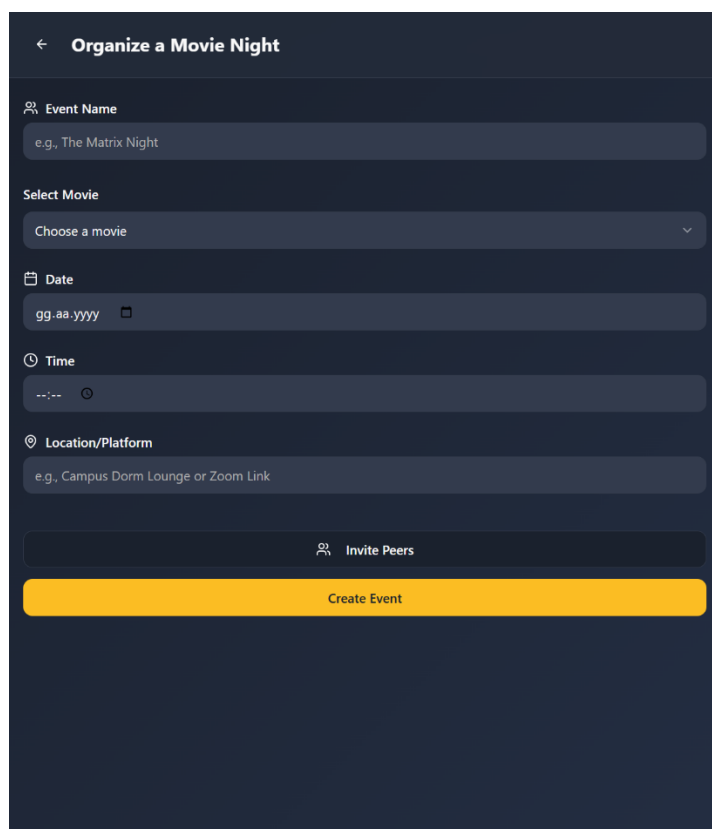 Organize a Movie Night
Event Name
e.g., The Matrix Night
Select Movie
Choose a movie
Date
gg.aa.yyyy
Time
--:--
Location/Platform
e.g., Campus Dorm Lounge or Zoom Link
Invite Peers
Create Event